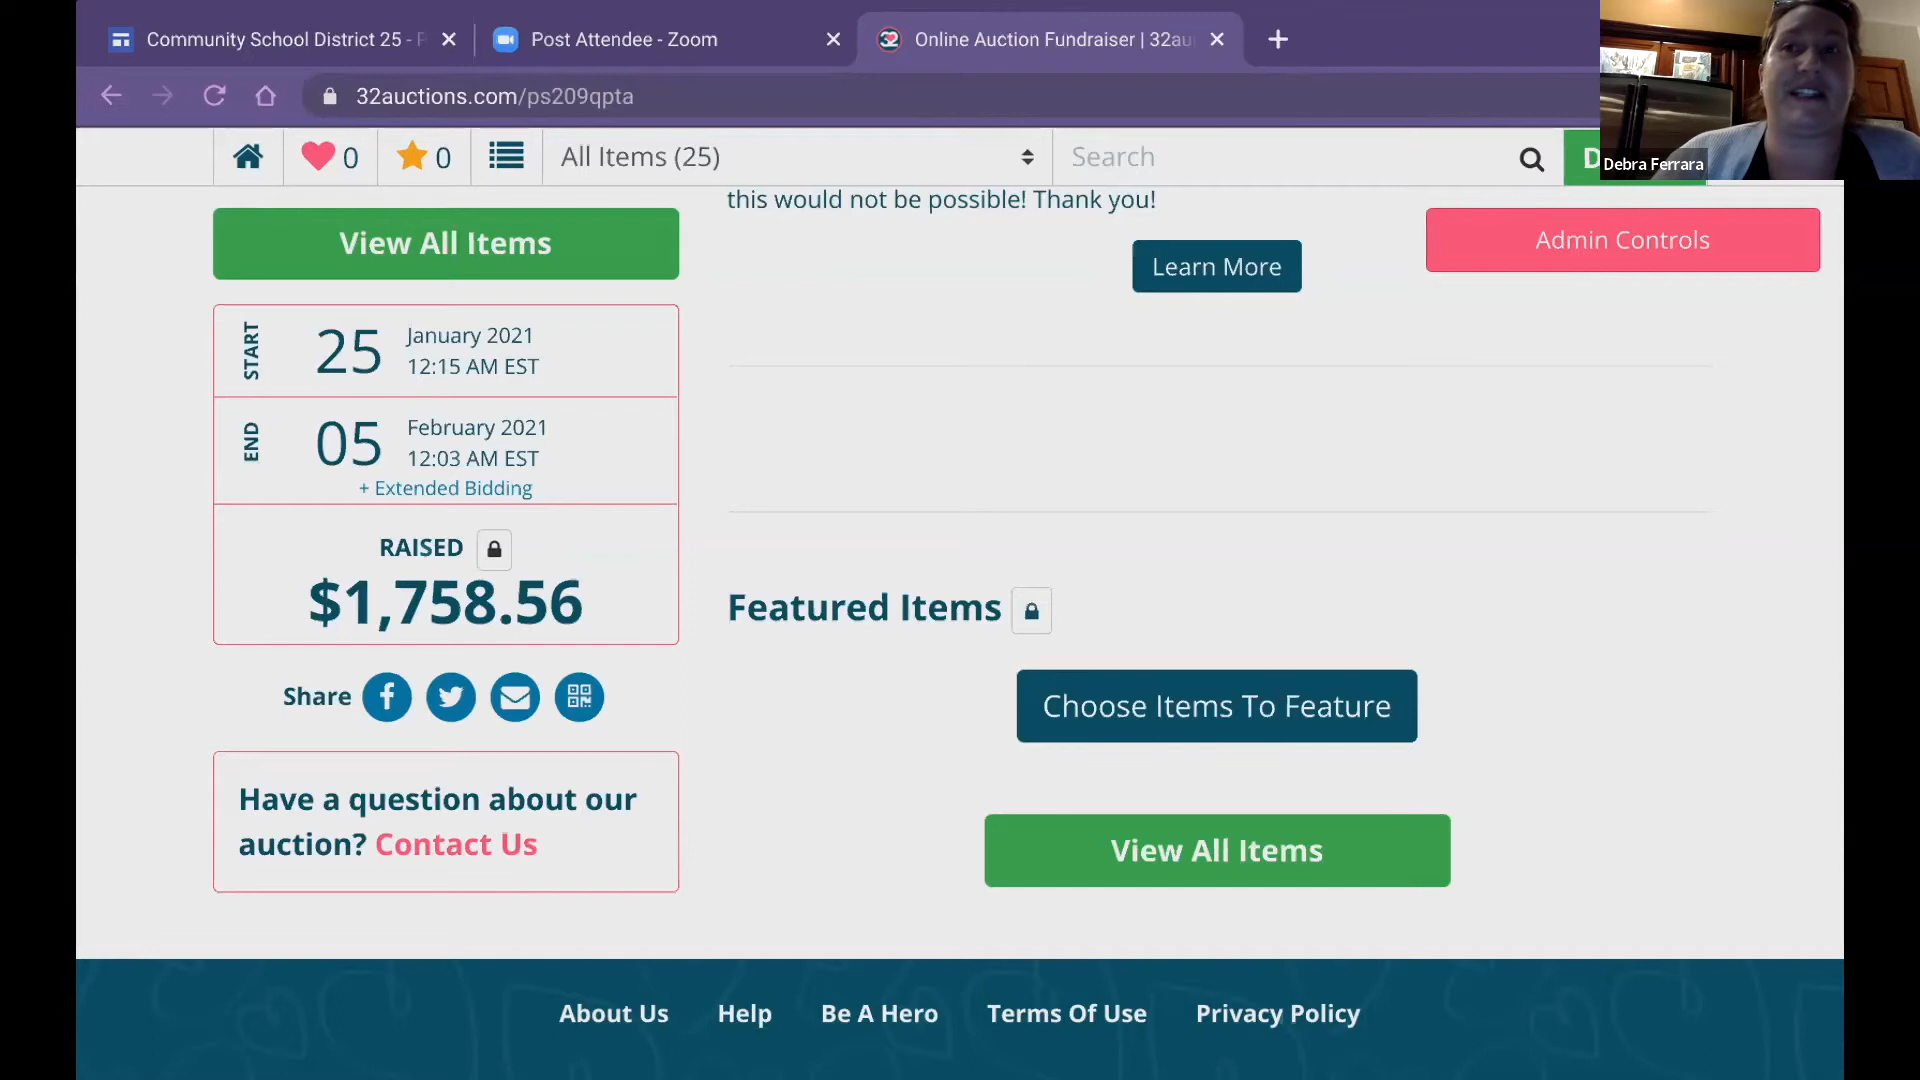 Community School District 25 -
Post Attendee - Zoom
Online Auction Fundraiser | 32au
32auctions.com/ps209qpta
0
0
All Items (25)
Search
D
Debra Ferrara
this would not be possible! Thank you!
View All Items
Admin Controls
Learn More
START
25
January 2021
12:15 AM EST
END
05
February 2021
12:03 AM EST
+ Extended Bidding
RAISED
$1,758.56
Featured Items
Share
Choose Items To Feature
Have a question about our
auction? Contact Us
View All Items
About Us
Help
Be A Hero
Terms Of Use
Privacy Policy